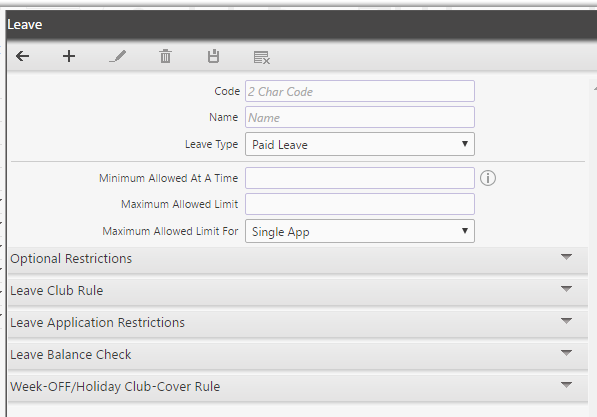 Leave
Code 2 Char Code
Name Name
Leave Type Paid Leave
Minimum Allowed At A Time
Maximum Allowed Limit
Maximum Allowed Limit For Single App
Optional Restrictions
Leave Club Rule
Leave Application Restrictions
Leave Balance Check
Week-OFF/Holiday Club-Cover Rule